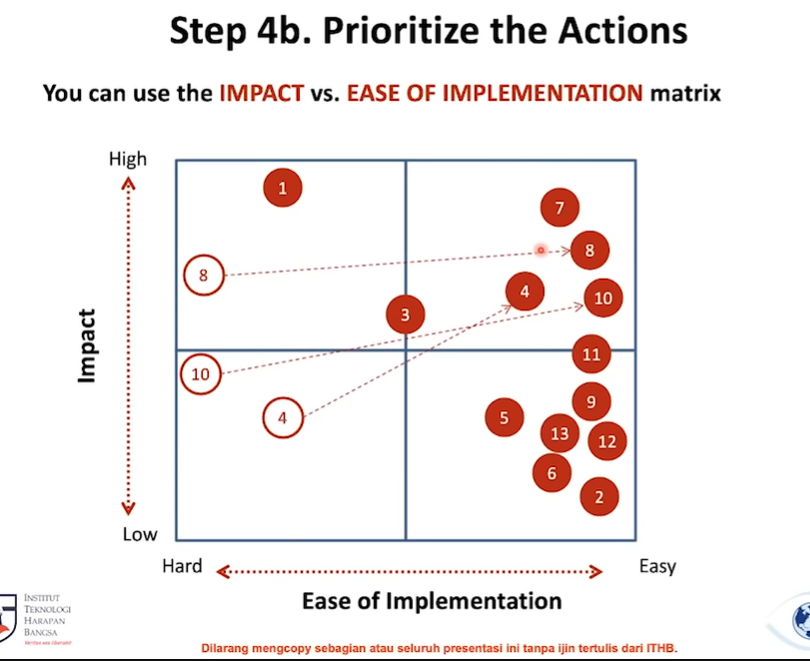 Step 4b. Prioritize the Actions
You can use the IMPACT vs. EASE OF IMPLEMENTATION matrix
High
1
7
8
8
4
10
3
Impact
11
10
9
4
5
13
12
6
2
Low
Hard
Easy
Ease of Implementation
INSTITUT
TEKNOLOGI
HARAPAN
BANGSA
Dilarang mengcopy sebagian atau seluruh presentasi ini tanpa ijin tertulis dari ITHB.